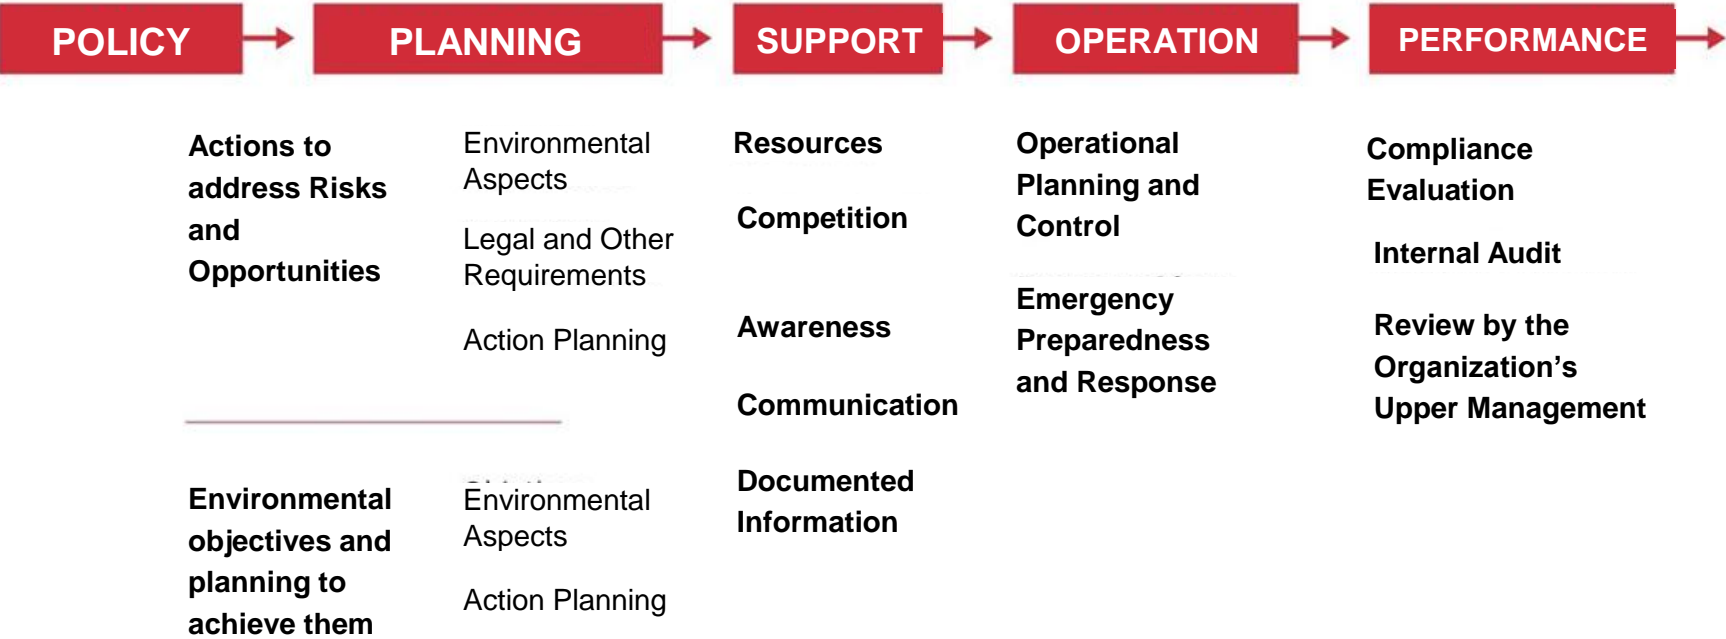 POLICY
PLANNING
SUPPORT
OPERATION
PERFORMANCE
Actions to
address Risks
and
Opportunities
Environmental
Aspects
Legal and Other
Requirements
Action Planning
Environmental
objectives and
planning to
achieve them
Environmental
Aspects
Action Planning
Resources
Competition
Awareness
Communication
Documented
Information
Operational
Planning and
Control
Emergency
Preparedness
and Response
Compliance
Evaluation
Internal Audit
Review by the
Organization’s
Upper Management